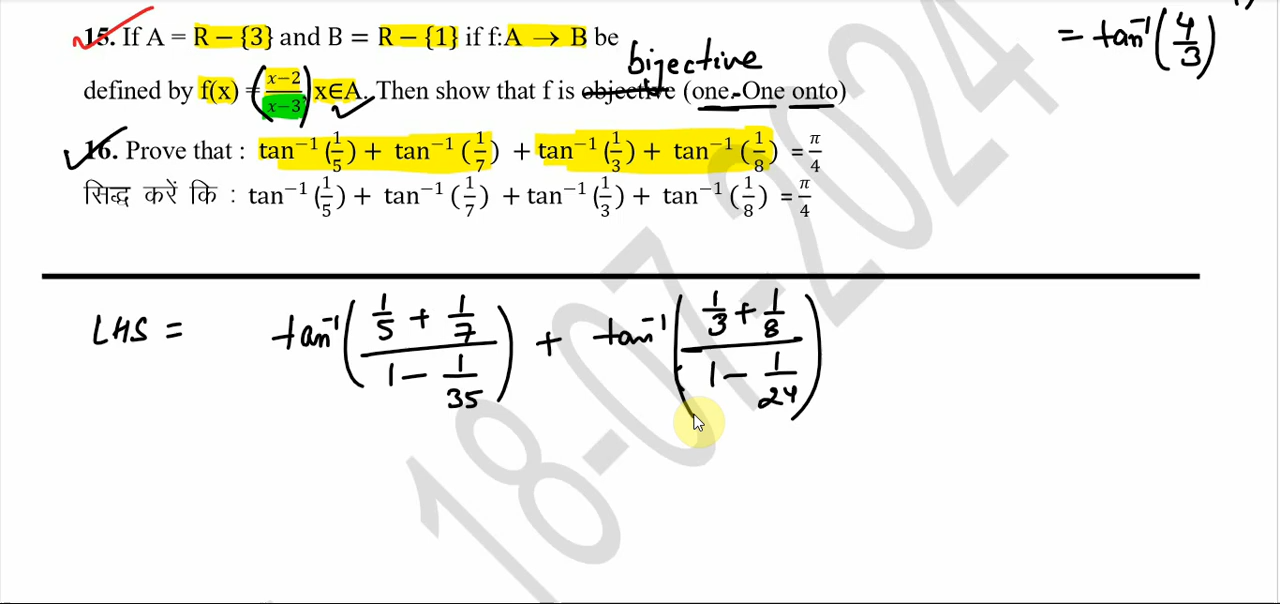 15. If A = R – {3} and B = R – {1} if f:A → B be
bijective
defined by f(x) = (x–2/x–3) x∈A. Then show that f is objective (one-One onto)
= tan⁻¹(4/3)
16. Prove that : tan⁻¹(1/5) + tan⁻¹(1/7) + tan⁻¹(1/3) + tan⁻¹(1/8) = π/4
सिद्ध करें कि : tan⁻¹(1/5) + tan⁻¹(1/7) + tan⁻¹(1/3) + tan⁻¹(1/8) = π/4
LHS = tan⁻¹((1/5 + 1/7)/(1 – 1/35)) + tan⁻¹((1/3 + 1/8)/(1 – 1/24))
18-07-2024